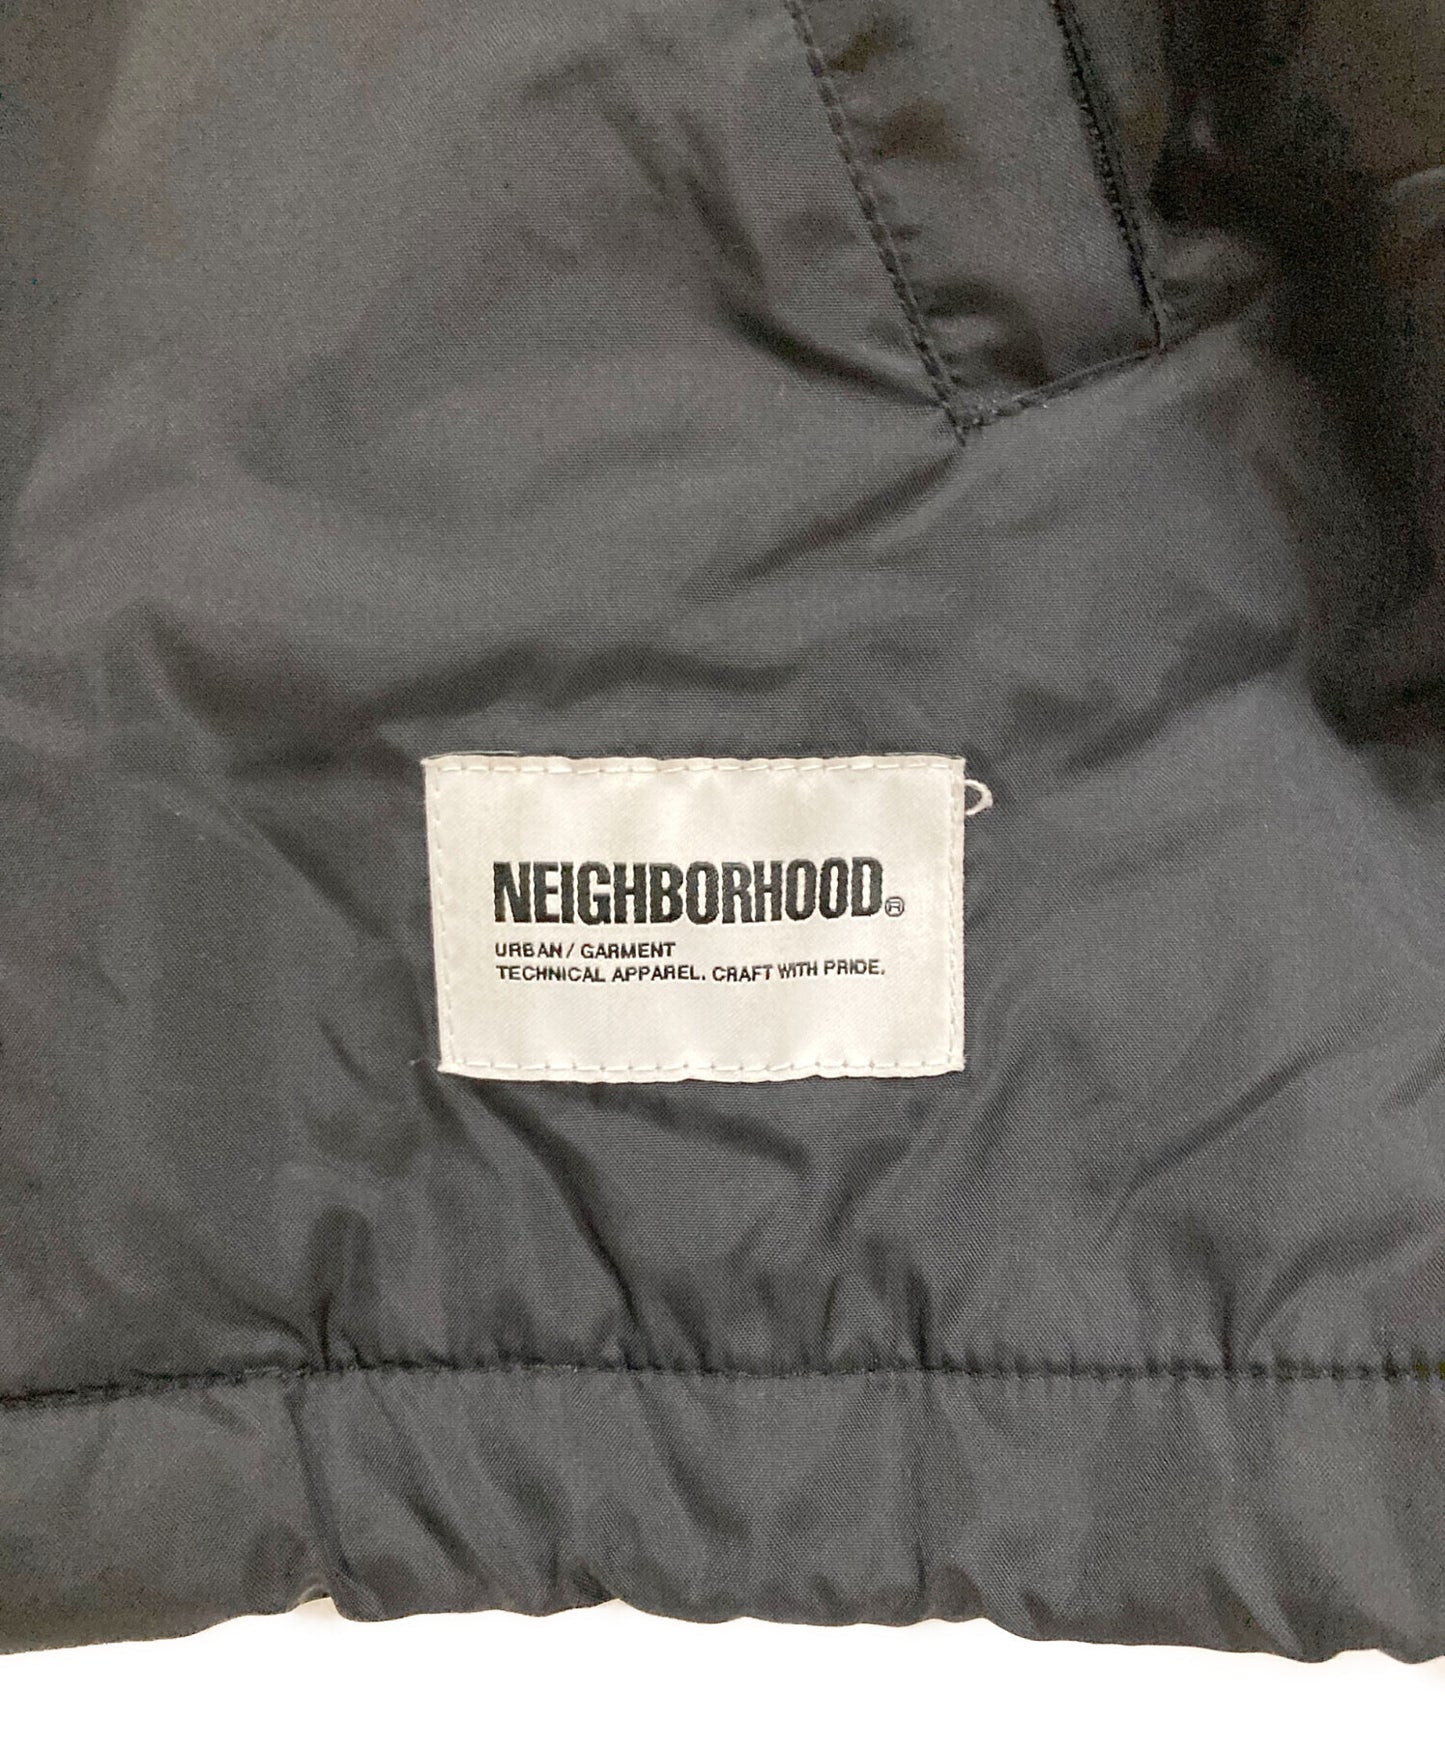 NEIGHBORHOOD®
URBAN / GARMENT
TECHNICAL APPAREL. CRAFT WITH PRIDE.